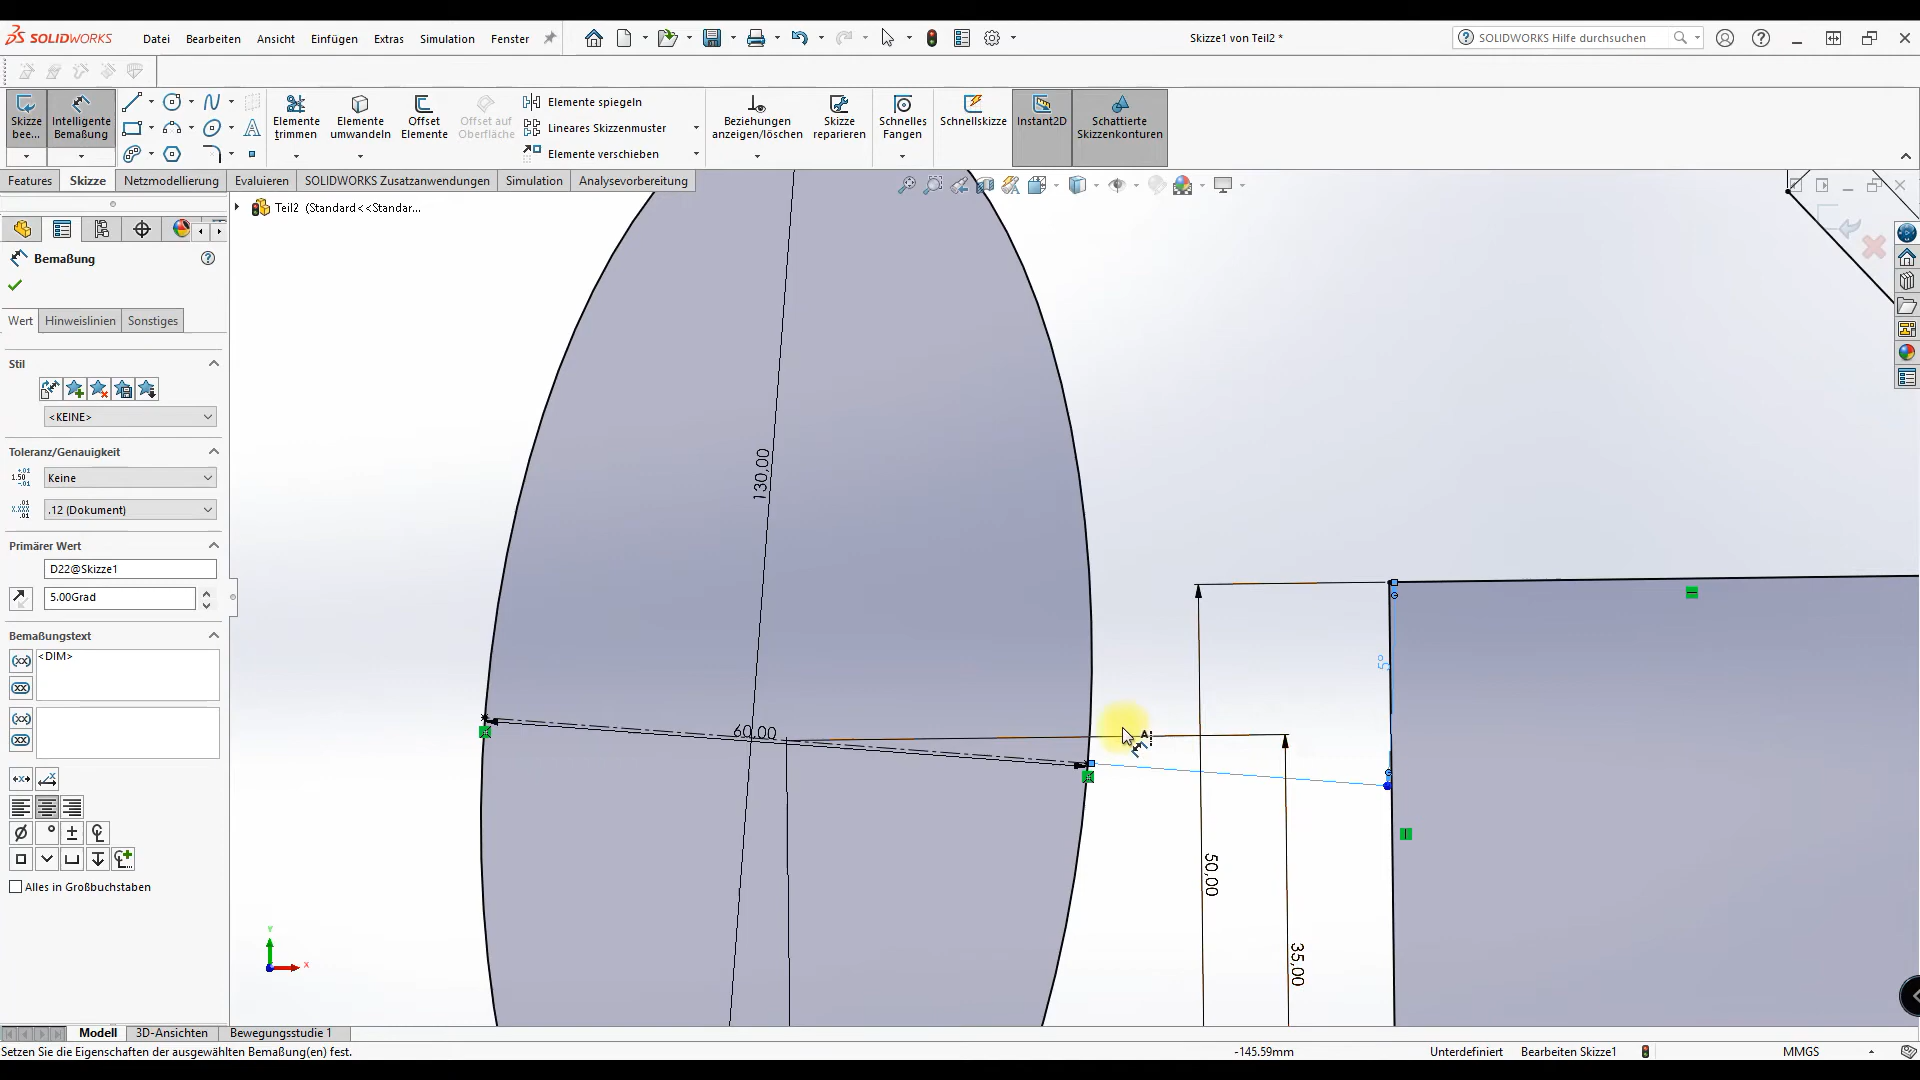 SOLIDWORKS
Datei
Bearbeiten
Ansicht
Einfügen
Extras
Simulation
Fenster
Skizze1 von Teil2 *
SOLIDWORKS Hilfe durchsuchen
Skizze bee...
Intelligente Bemaßung
Elemente trimmen
Elemente umwandeln
Offset Elemente
Offset auf Oberfläche
Elemente spiegeln
Lineares Skizzenmuster
Elemente verschieben
Beziehungen anzeigen/löschen
Skizze reparieren
Schnelles Fangen
Schnellskizze
Instant2D
Schattierte Skizzenkonturen
Features
Skizze
Netzmodellierung
Evaluieren
SOLIDWORKS Zusatzanwendungen
Simulation
Analysevorbereitung
Teil2 (Standard<<Standar...
Bemaßung
Wert
Hinweislinien
Sonstiges
Stil
<KEINE>
Toleranz/Genauigkeit
Keine
.12 (Dokument)
Primärer Wert
D22@Skizze1
5.00Grad
Bemaßungstext
<DIM>
Alles in Großbuchstaben
130,00
60,00
50,00
35,00
5°
Y
X
Modell
3D-Ansichten
Bewegungsstudie 1
Setzen Sie die Eigenschaften der ausgewählten Bemaßung(en) fest.
-145.59mm
Unterdefiniert
Bearbeiten Skizze1
MMGS